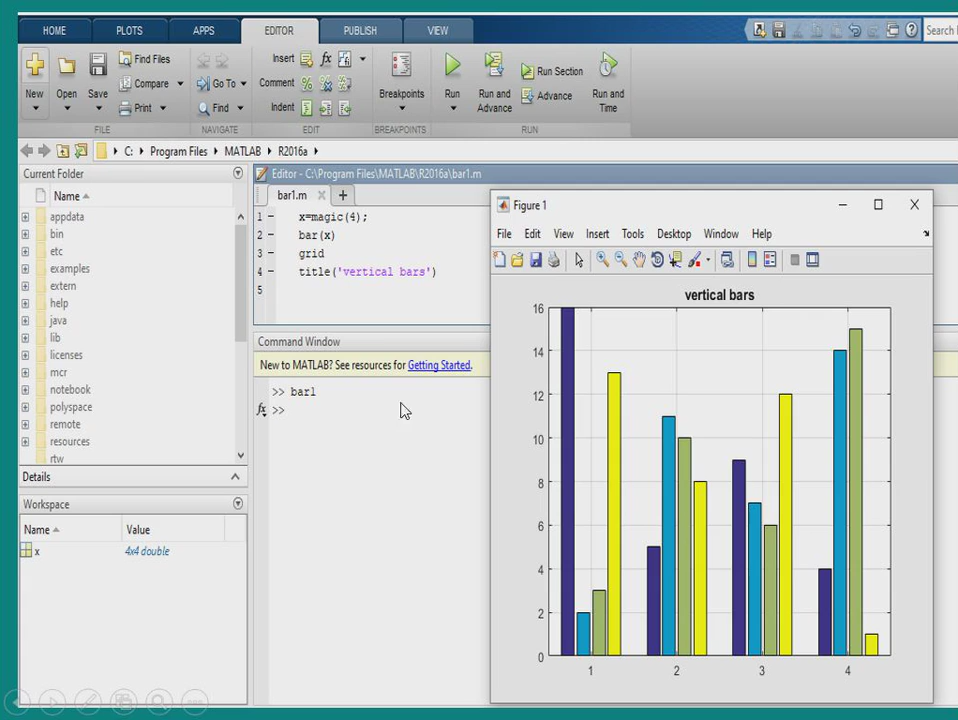 HOME PLOTS APPS EDITOR PUBLISH VIEW
Search
New Open Save Find Files Compare Print
Go To Find
Insert fx
Comment
Indent
Breakpoints
Run Run and Advance Run Section Advance Run and Time
FILE NAVIGATE EDIT BREAKPOINTS RUN
C: Program Files MATLAB R2016a
Current Folder
Name
appdata
bin
etc
examples
extern
help
java
lib
licenses
mcr
notebook
polyspace
remote
resources
rtw
Details
Workspace
Name Value
x 4x4 double
Editor - C:\Program Files\MATLAB\R2016a\bar1.m
bar1.m
1 - x=magic(4);
2 - bar(x)
3 - grid
4 - title('vertical bars')
5
Command Window
New to MATLAB? See resources for Getting Started.
>> bar1
fx >>
Figure 1
File Edit View Insert Tools Desktop Window Help
vertical bars
16
14
12
10
8
6
4
2
0
1 2 3 4